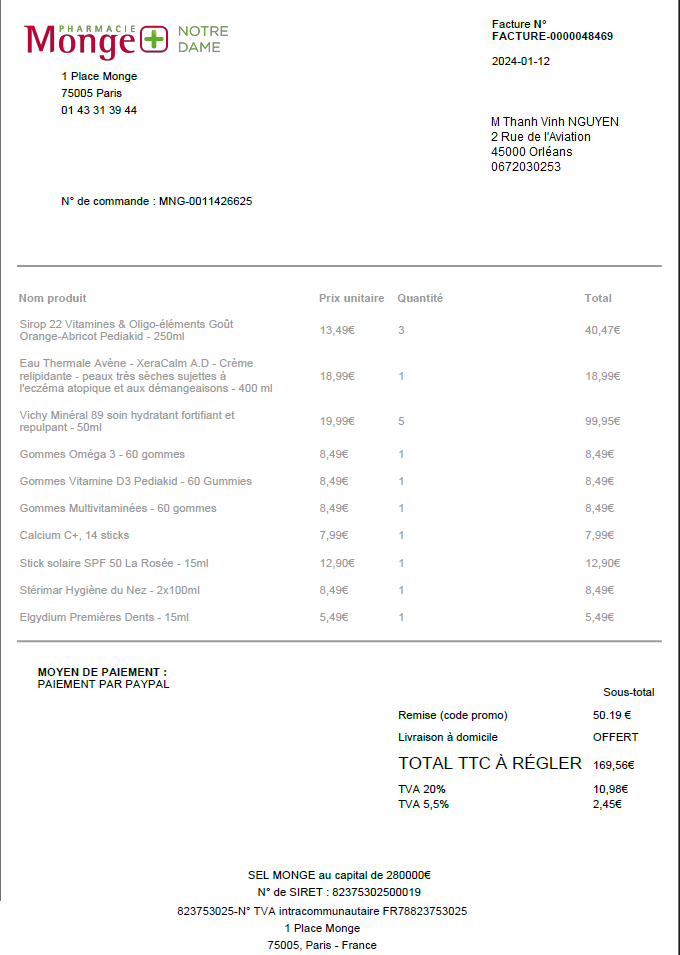 PHARMACIE
Monge
NOTRE
DAME
1 Place Monge
75005 Paris
01 43 31 39 44
Facture N°
FACTURE-0000048469
2024-01-12
M Thanh Vinh NGUYEN
2 Rue de l'Aviation
45000 Orléans
0672030253
N° de commande : MNG-0011426625
Nom produit Prix unitaire Quantité Total
Sirop 22 Vitamines & Oligo-éléments Goût
Orange-Abricot Pediakid - 250ml 13,49€ 3 40,47€
Eau Thermale Avène - XeraCalm A.D - Crème
relipidante - peaux très sèches sujettes à 18,99€ 1 18,99€
l'eczéma atopique et aux démangeaisons - 400 ml
Vichy Minéral 89 soin hydratant fortifiant et
repulpant - 50ml 19,99€ 5 99,95€
Gommes Oméga 3 - 60 gommes 8,49€ 1 8,49€
Gommes Vitamine D3 Pediakid - 60 Gummies 8,49€ 1 8,49€
Gommes Multivitaminées - 60 gommes 8,49€ 1 8,49€
Calcium C+, 14 sticks 7,99€ 1 7,99€
Stick solaire SPF 50 La Rosée - 15ml 12,90€ 1 12,90€
Stérimar Hygiène du Nez - 2x100ml 8,49€ 1 8,49€
Elgydium Premières Dents - 15ml 5,49€ 1 5,49€
MOYEN DE PAIEMENT :
PAIEMENT PAR PAYPAL
Sous-total
Remise (code promo) 50.19 €
Livraison à domicile OFFERT
TOTAL TTC À RÉGLER 169,56€
TVA 20% 10,98€
TVA 5,5% 2,45€
SEL MONGE au capital de 280000€
N° de SIRET : 82375302500019
823753025-N° TVA intracommunautaire FR78823753025
1 Place Monge
75005, Paris - France